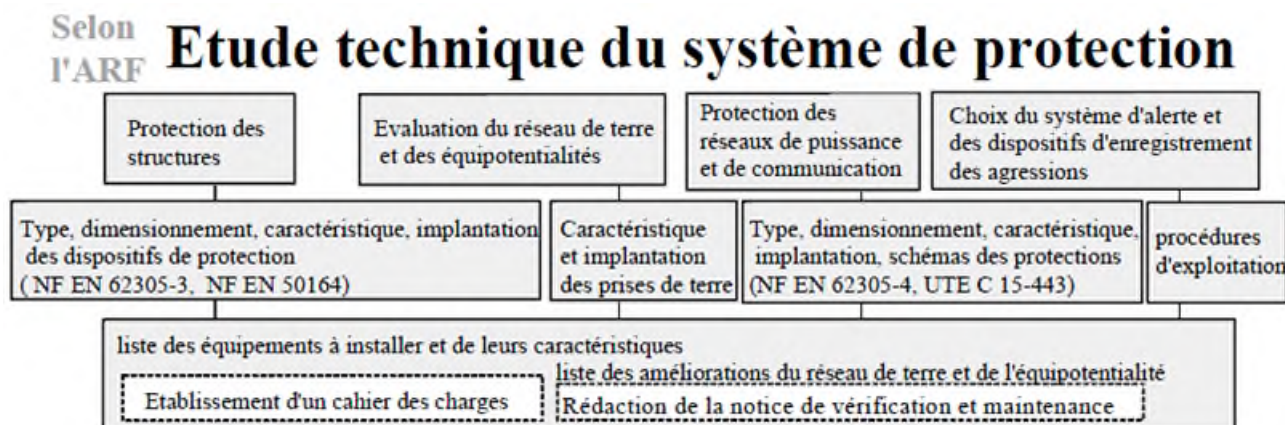 Selon
l'ARF
Etude technique du système de protection
Protection des
structures
Evaluation du réseau de terre
et des équipotentialités
Protection des
réseaux de puissance
et de communication
Choix du système d'alerte et
des dispositifs d'enregistrement
des agressions
Type, dimensionnement, caractéristique, implantation
des dispositifs de protection
( NF EN 62305-3, NF EN 50164)
Caractéristique
et implantation
des prises de terre
Type, dimensionnement, caractéristique,
implantation, schémas des protections
(NF EN 62305-4, UTE C 15-443)
procédures
d'exploitation
liste des équipements à installer et de leurs caractéristiques
liste des améliorations du réseau de terre et de l'équipotentialité
Etablissement d'un cahier des charges
Rédaction de la notice de vérification et maintenance